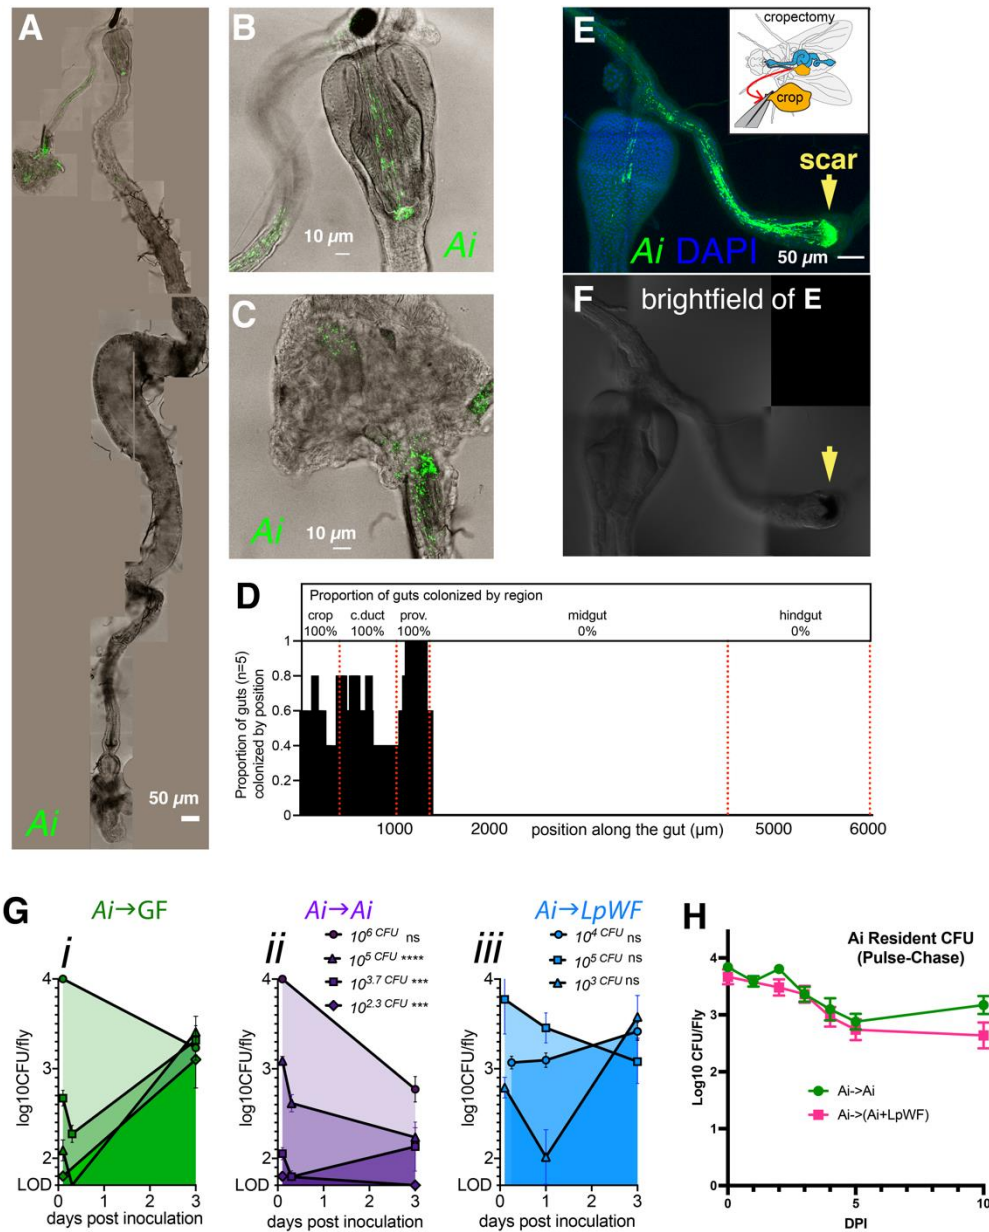 A
Ai
50 µm
B
10 µm
Ai
C
Ai
10 µm
E
cropectomy
crop
scar
Ai DAPI
50 µm
F
brightfield of E
D
Proportion of guts colonized by region
crop c.duct prov. midgut hindgut
100% 100% 100% 0% 0%
Proportion of guts (n=5)
colonized by position
1
0.8
0.6
0.4
0.2
0
1000 2000 position along the gut (µm) 5000 6000
G
Ai→GF
i
log10CFU/fly
4
3
2
LOD
0 1 2 3
days post inoculation
Ai→Ai
ii
10^6 CFU ns
10^5 CFU ****
10^3.7 CFU ***
10^2.3 CFU ***
log10CFU/fly
4
3
2
LOD
0 1 2 3
days post inoculation
Ai→LpWF
iii
10^4 CFU ns
10^5 CFU ns
10^3 CFU ns
log10CFU/fly
4
3
2
LOD
0 1 2 3
days post inoculation
H
Ai Resident CFU
(Pulse-Chase)
Log10 CFU/Fly
4
3
2
1
0
Ai->Ai
Ai->(Ai+LpWF)
0 5 10
DPI